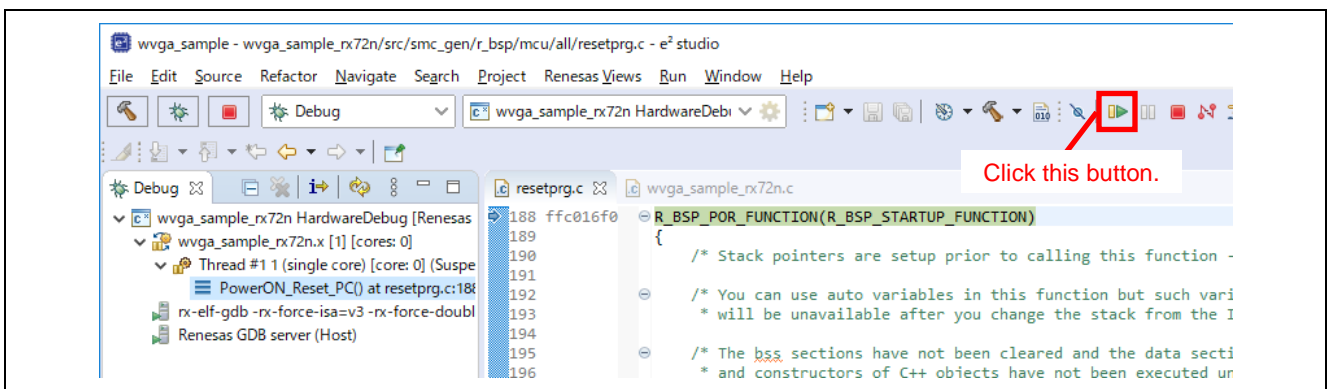 wvga_sample - wvga_sample_rx72n/src/smc_gen/r_bsp/mcu/all/resetprg.c - e² studio
File Edit Source Refactor Navigate Search Project Renesas Views Run Window Help
Debug wvga_sample_rx72n HardwareDebu 010
Click this button.
Debug resetprg.c wvga_sample_rx72n.c
wvga_sample_rx72n HardwareDebug [Renesas
wvga_sample_rx72n.x [1] [cores: 0]
Thread #1 1 (single core) [core: 0] (Suspe
PowerON_Reset_PC() at resetprg.c:188
rx-elf-gdb -rx-force-isa=v3 -rx-force-doubl
Renesas GDB server (Host)
188 ffc016f0 R_BSP_POR_FUNCTION(R_BSP_STARTUP_FUNCTION)
189 {
190 /* Stack pointers are setup prior to calling this function -
191
192 /* You can use auto variables in this function but such vari
193 * will be unavailable after you change the stack from the I
194
195 /* The bss sections have not been cleared and the data secti
196 * and constructors of C++ objects have not been executed un